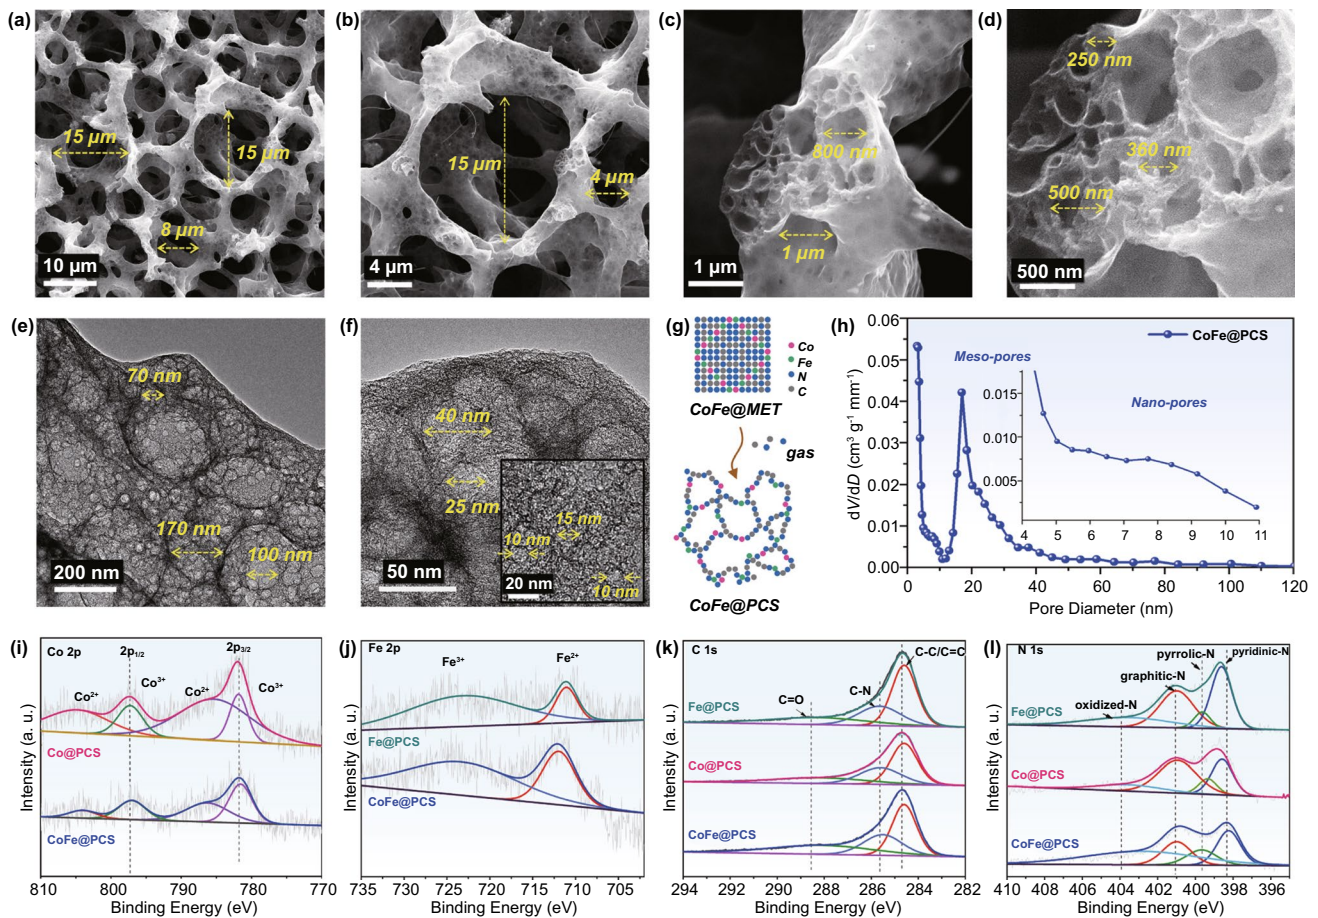 (a)
15 µm
15 µm
8 µm
10 µm
(b)
15 µm
4 µm
4 µm
(c)
800 nm
1 µm
1 µm
(d)
250 nm
360 nm
500 nm
500 nm
(e)
70 nm
170 nm
100 nm
200 nm
(f)
40 nm
25 nm
50 nm
15 nm
10 nm
20 nm
10 nm
(g)
Co
Fe
N
C
CoFe@MET
gas
CoFe@PCS
(h)
CoFe@PCS
Meso-pores
Nano-pores
dV/dD (cm³ g⁻¹ mm⁻¹)
0.06
0.05
0.04
0.03
0.02
0.01
0.00
0 20 40 60 80 100 120
Pore Diameter (nm)
0.015
0.010
0.005
4 5 6 7 8 9 10 11
(i)
Co 2p
2p1/2
2p3/2
Co²⁺
Co³⁺
Co²⁺
Co³⁺
Co@PCS
CoFe@PCS
Intensity (a. u.)
810 800 790 780 770
Binding Energy (eV)
(j)
Fe 2p
Fe³⁺
Fe²⁺
Fe@PCS
CoFe@PCS
Intensity (a. u.)
735 730 725 720 715 710 705
Binding Energy (eV)
(k)
C 1s
C-C/C=C
C-N
C=O
Fe@PCS
Co@PCS
CoFe@PCS
Intensity (a. u.)
294 292 290 288 286 284 282
Binding Energy (eV)
(l)
N 1s
pyrrolic-N
pyridinic-N
graphitic-N
oxidized-N
Fe@PCS
Co@PCS
CoFe@PCS
Intensity (a. u.)
410 408 406 404 402 400 398 396
Binding Energy (eV)